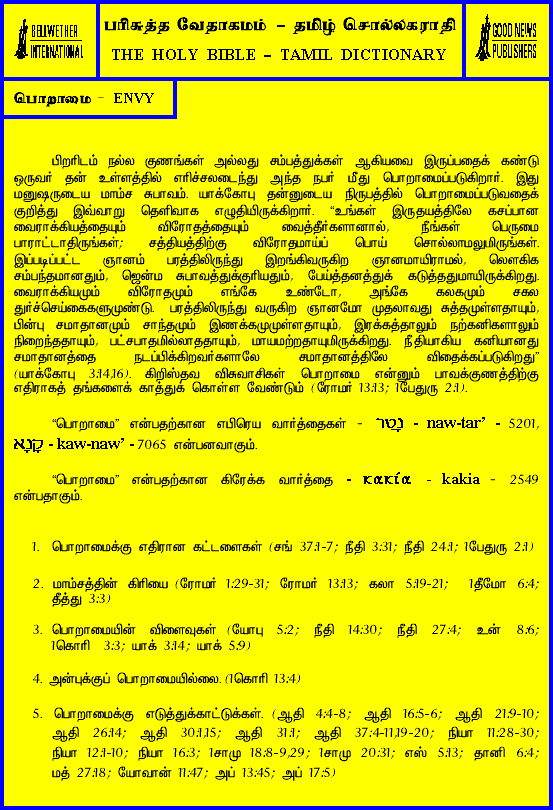 BELLWETHER
INTERNATIONAL
பரிசுத்த வேதாகமம் – தமிழ் சொல்லகராதி
THE HOLY BIBLE – TAMIL DICTIONARY
GOOD NEWS
PUBLISHERS
பொறாமை – ENVY
பிறரிடம் நல்ல குணங்கள் அல்லது சம்பத்துக்கள் ஆகியவை இருப்பதைக் கண்டு
ஒருவர் தன் உள்ளத்தில் எரிச்சலடைந்து அந்த நபர் மீது பொறாமைப்படுகிறார். இது
மனுஷருடைய மாம்ச சுபாவம். யாக்கோபு தன்னுடைய நிருபத்தில் பொறாமைப்படுவதைக்
குறித்து இவ்வாறு தெளிவாக எழுதியிருக்கிறார். “உங்கள் இருதயத்திலே கசப்பான
வைராக்கியத்தையும் விரோதத்தையும் வைத்தீர்களானால், நீங்கள் பெருமை
பாராட்டாதிருங்கள்; சத்தியத்திற்கு விரோதமாய்ப் பொய் சொல்லாமலுமிருங்கள்.
இப்படிப்பட்ட ஞானம் பரத்திலிருந்து இறங்கிவருகிற ஞானமாயிராமல், லௌகிக
சம்பந்தமானதும், ஜென்ம சுபாவத்துக்குரியதும், பேய்த்தனத்துக் கடுத்ததுமாயிருக்கிறது.
வைராக்கியமும் விரோதமும் எங்கே உண்டோ, அங்கே கலகமும் சகல
துர்ச்செய்கைகளுமுண்டு. பரத்திலிருந்து வருகிற ஞானமோ முதலாவது சுத்தமுள்ளதாயும்,
பின்பு சமாதானமும் சாந்தமும் இணக்கமுமுள்ளதாயும், இரக்கத்தாலும் நற்கனிகளாலும்
நிறைந்ததாயும், பட்சபாதமில்லாததாயும், மாயமற்றதாயுமிருக்கிறது. நீதியாகிய கனியானது
சமாதானத்தை நடப்பிக்கிறவர்களாலே சமாதானத்திலே விதைக்கப்படுகிறது”
(யாக்கோபு 3:14,16). கிறிஸ்தவ விசுவாசிகள் பொறாமை என்னும் பாவக்குணத்திற்கு
எதிராகத் தங்களைக் காத்துக் கொள்ள வேண்டும் (ரோமர் 13:13; 1பேதுரு 2:1).
“பொறாமை” என்பதற்கான எபிரெய வார்த்தைகள் - נָטַר - naw-tar’ - 5201,
קָנָא - kaw-naw’ - 7065 என்பனவாகும்.
“பொறாமை” என்பதற்கான கிரேக்க வார்த்தை - κακία - kakia - 2549
என்பதாகும்.
1. பொறாமைக்கு எதிரான கட்டளைகள் (சங் 37:1-7; நீதி 3:31; நீதி 24:1; 1பேதுரு 2:1)
2. மாம்சத்தின் கிரியை (ரோமர் 1:29-31; ரோமர் 13:13; கலா 5:19-21; 1தீமோ 6:4;
தீத்து 3:3)
3. பொறாமையின் விளைவுகள் (யோபு 5:2; நீதி 14:30; நீதி 27:4; உன் 8:6;
1கொரி 3:3; யாக் 3:14; யாக் 5:9)
4. அன்புக்குப் பொறாமையில்லை. (1கொரி 13:4)
5. பொறாமைக்கு எடுத்துக்காட்டுக்கள். (ஆதி 4:4-8; ஆதி 16:5-6; ஆதி 21:9-10;
ஆதி 26:14; ஆதி 30:1,15; ஆதி 31:1; ஆதி 37:4-11,19-20; நியா 11:28-30;
நியா 12:1-10; நியா 16:3; 1சாமு 18:8-9,29; 1சாமு 20:31; எஸ் 5:13; தானி 6:4;
மத் 27:18; யோவான் 11:47; அப் 13:45; அப் 17:5)